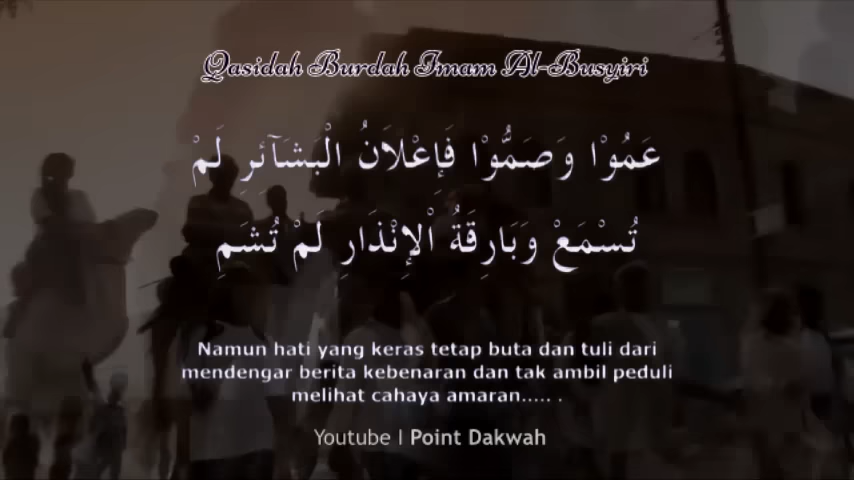 Qasidah Burdah Imam Al-Busyiri
عَمُوْا وَصَمُّوْا فَإِعْلَانُ الْبَشَآئِرِ لَمْ
تُسْمَعْ وَبَارِقَةُ الْإِنْذَارِ لَمْ تُشَمِ
Namun hati yang keras tetap buta dan tuli dari
mendengar berita kebenaran dan tak ambil peduli
melihat cahaya amaran..... .
Youtube | Point Dakwah